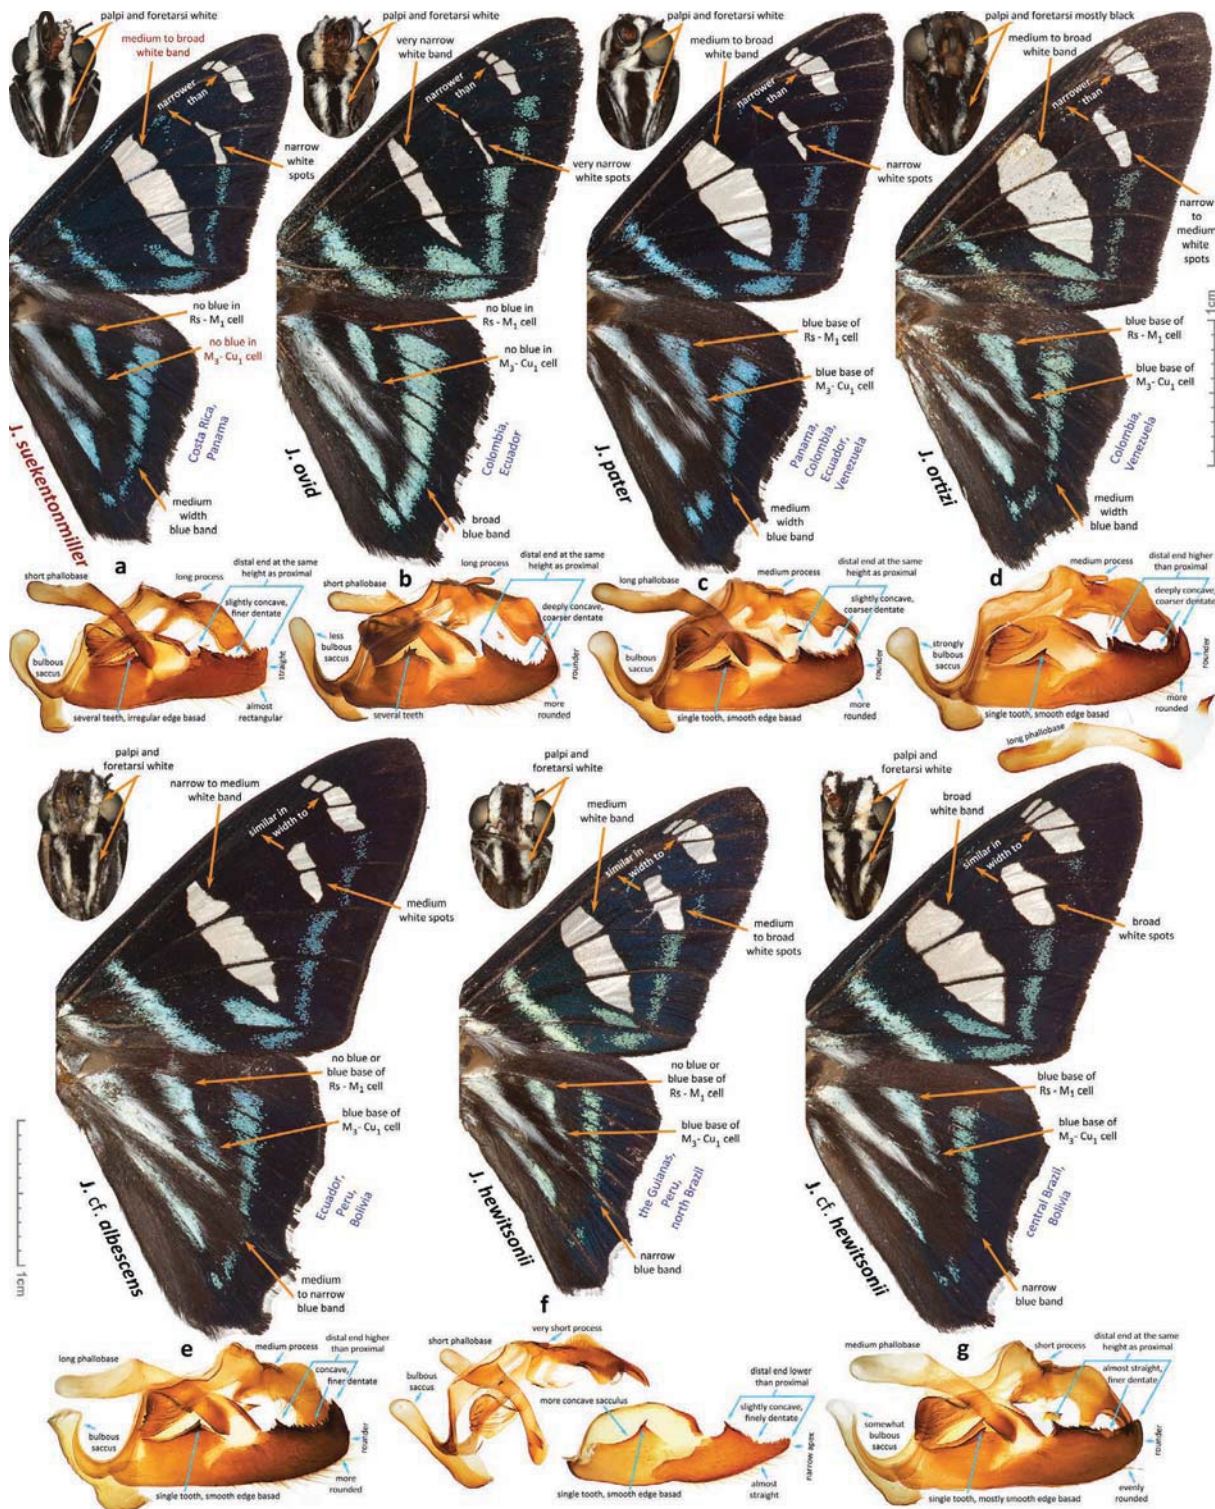 palpi and foretarsi white
medium to broad
white band
narrower
than
narrow
white
spots
no blue in
Rs - M1 cell
no blue in
M3- Cu1 cell
Costa Rica,
Panama
J. suekentonmiller
medium
width
blue band
palpi and foretarsi white
very narrow
white band
narrower
than
very narrow
white spots
no blue in
Rs - M1 cell
no blue in
M3- Cu1 cell
Colombia,
Ecuador
J. ovid
broad
blue band
palpi and foretarsi white
medium to broad
white band
narrower
than
narrow
white spots
blue base of
Rs - M1 cell
blue base of
M3- Cu1 cell
Panama,
Colombia,
Ecuador,
Venezuela
J. pater
medium
width
blue band
palpi and foretarsi mostly black
medium to broad
white band
narrower
than
narrow
to
medium
white
spots
1cm
blue base of
Rs - M1 cell
blue base of
M3- Cu1 cell
Colombia,
Venezuela
J. ortizi
medium
width
blue band
a
short phallobase
long process
distal end at the same
height as proximal
slightly concave,
finer dentate
bulbous
saccus
straight
several teeth, irregular edge basad
almost
rectangular
b
short phallobase
long process
distal end at the same
height as proximal
deeply concave,
coarser dentate
less
bulbous
saccus
rounder
several teeth
more
rounded
c
long phallobase
medium process
distal end at the same
height as proximal
slightly concave,
coarser dentate
bulbous
saccus
rounder
single tooth, smooth edge basad
more
rounded
d
medium process
distal end higher
than proximal
deeply concave,
coarser dentate
strongly
bulbous
saccus
rounder
single tooth, smooth edge basad
more
rounded
long phallobase
palpi and
foretarsi white
narrow to medium
white band
similar in
width to
medium
white spots
no blue or
blue base of
Rs - M1 cell
blue base of
M3- Cu1 cell
Ecuador,
Peru,
Bolivia
J. cf. albescens
1cm
medium
to narrow
blue band
palpi and
foretarsi white
medium
white band
similar in
width to
medium
to broad
white spots
no blue or
blue base of
Rs - M1 cell
blue base of
M3- Cu1 cell
the Guianas,
Peru,
north Brazil
J. hewitsonii
narrow
blue band
palpi and
foretarsi white
broad
white band
similar in
width to
broad
white spots
blue base of
Rs - M1 cell
blue base of
M3- Cu1 cell
central Brazil,
Bolivia
J. cf. hewitsonii
narrow
blue band
e
long phallobase
medium process
distal end higher
than proximal
concave,
finer dentate
bulbous
saccus
rounder
single tooth, smooth edge basad
more
rounded
f
very short process
short phallobase
bulbous
saccus
more concave sacculus
distal end lower
than proximal
slightly concave,
finely dentate
narrow apex
single tooth, smooth edge basad
almost
straight
g
medium phallobase
short process
distal end at the same
height as proximal
almost straight,
finer dentate
somewhat
bulbous
saccus
rounder
single tooth, mostly smooth edge basad
evenly
rounded